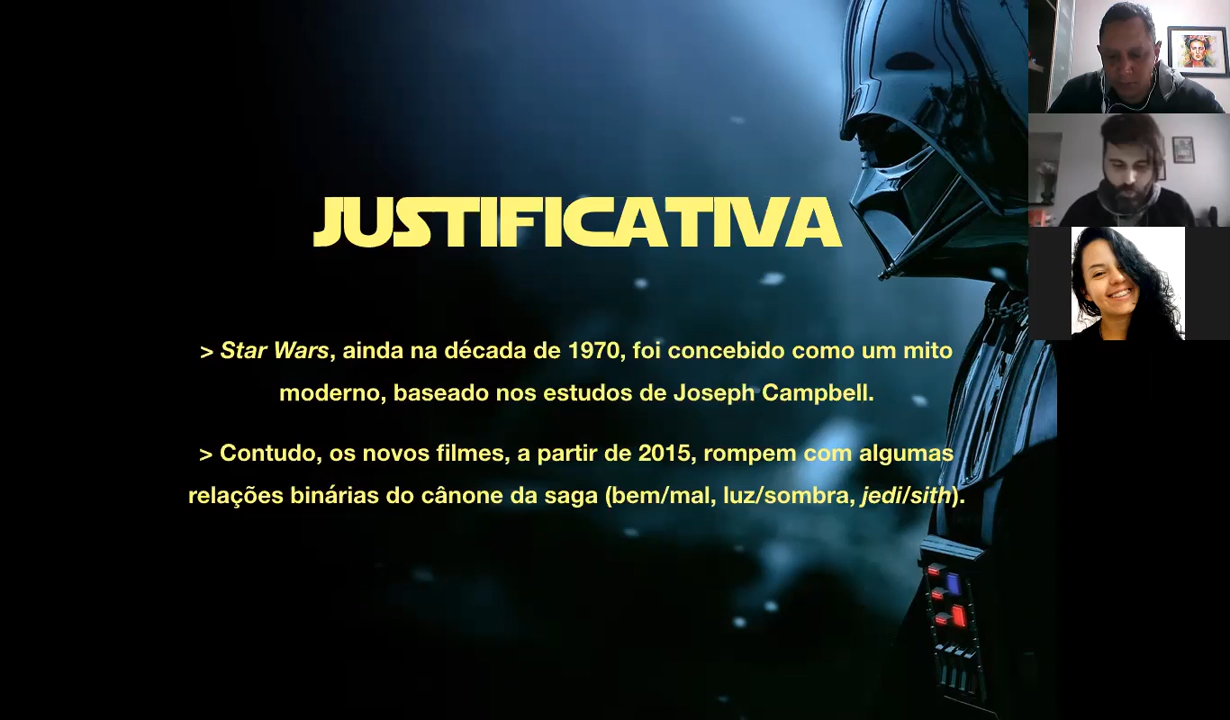 JUSTIFICATIVA
> Star Wars, ainda na década de 1970, foi concebido como um mito
moderno, baseado nos estudos de Joseph Campbell.
> Contudo, os novos filmes, a partir de 2015, rompem com algumas
relações binárias do cânone da saga (bem/mal, luz/sombra, jedi/sith).